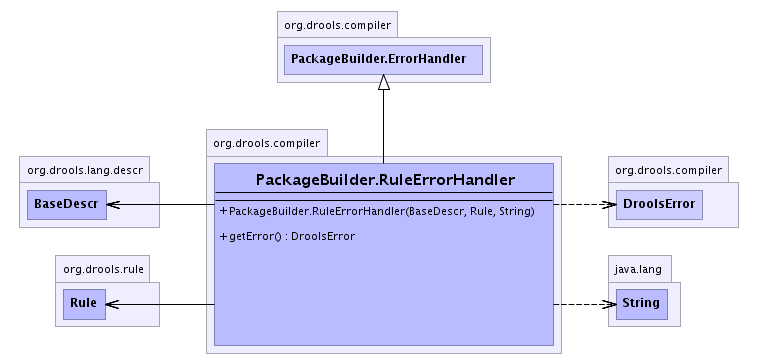 org.drools.compiler
PackageBuilder.ErrorHandler
org.drools.compiler
PackageBuilder.RuleErrorHandler
+PackageBuilder.RuleErrorHandler(BaseDescr, Rule, String)
+getError() : DroolsError
org.drools.lang.descr
BaseDescr
org.drools.rule
Rule
org.drools.compiler
DroolsError
java.lang
String